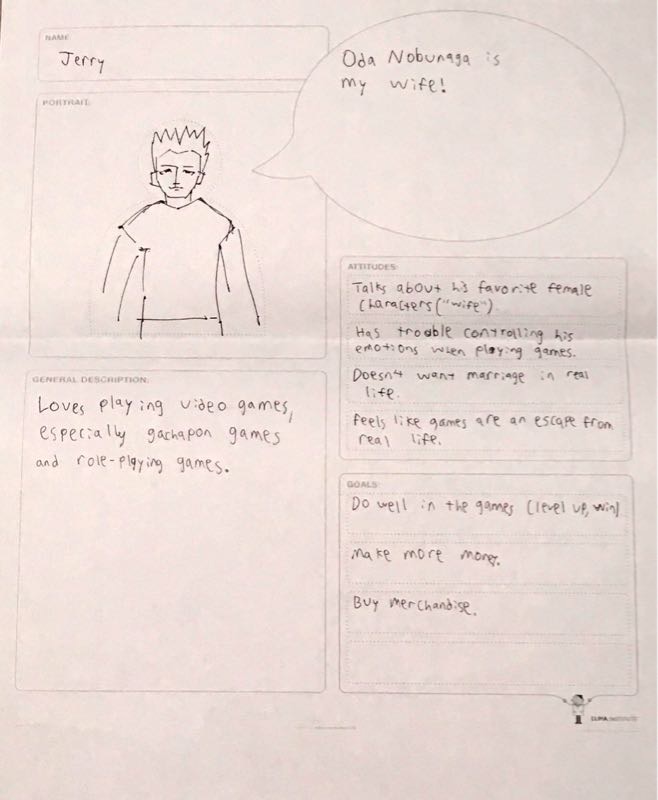 NAME
Jerry
Oda Nobunaga is
my wife!
PORTRAIT:
ATTITUDES:
Talks about his favorite female
characters ("wife").
Has trouble controlling his
emotions when playing games.
Doesn't want marriage in real
life.
Feels like games are an escape from
real life.
GENERAL DESCRIPTION:
Loves playing video games,
especially gachapon games
and role-playing games.
GOALS:
Do well in the games (level up, win)
Make more money.
Buy merchandise.
LUMA INSTITUTE